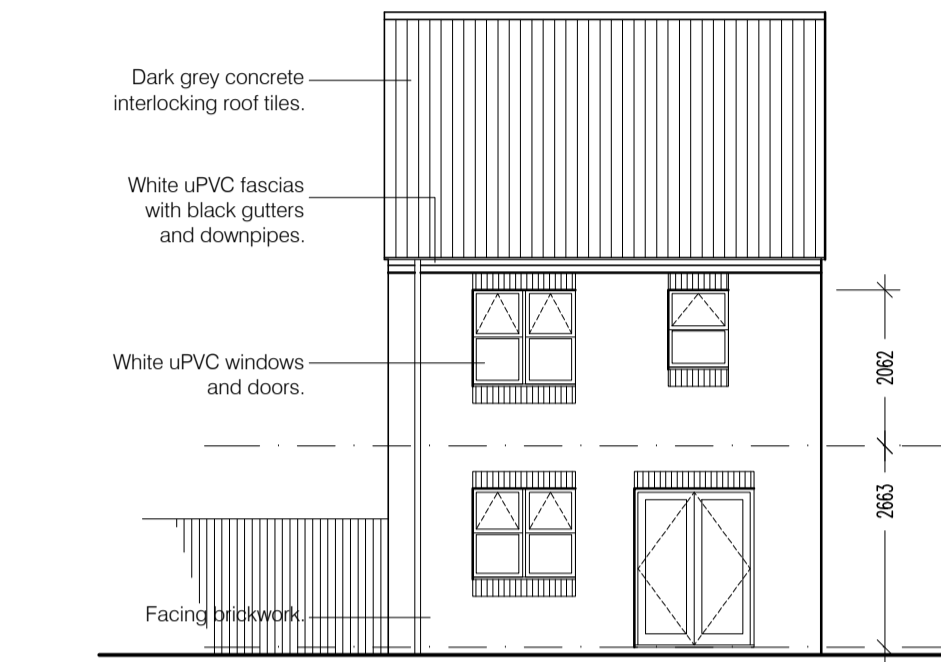 Dark grey concrete
interlocking roof tiles.
White uPVC fascias
with black gutters
and downpipes.
White uPVC windows
and doors.
2062
2663
Facing brickwork.